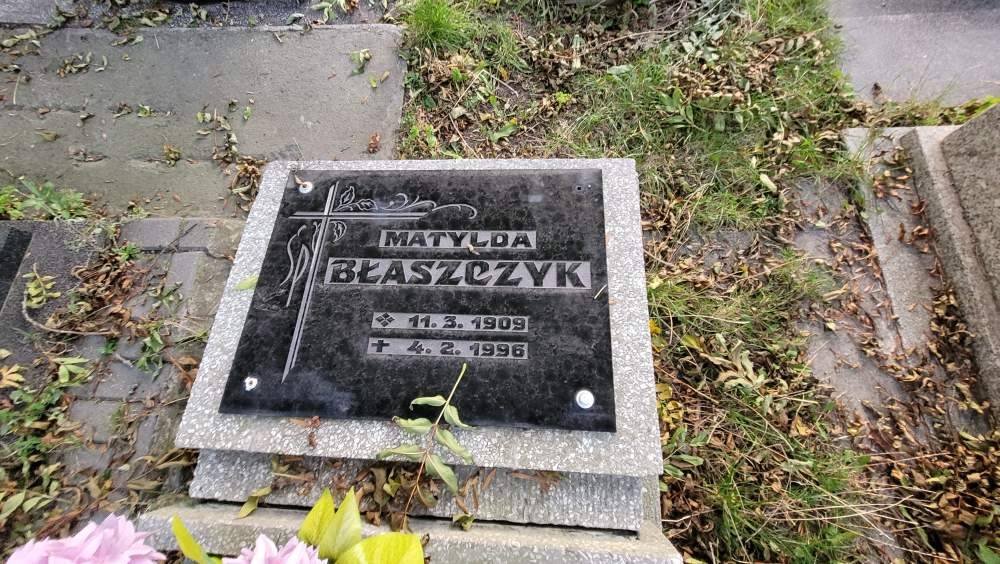 MATYLDA
BŁASZCZYK
11. 3. 1909
4. 2. 1996